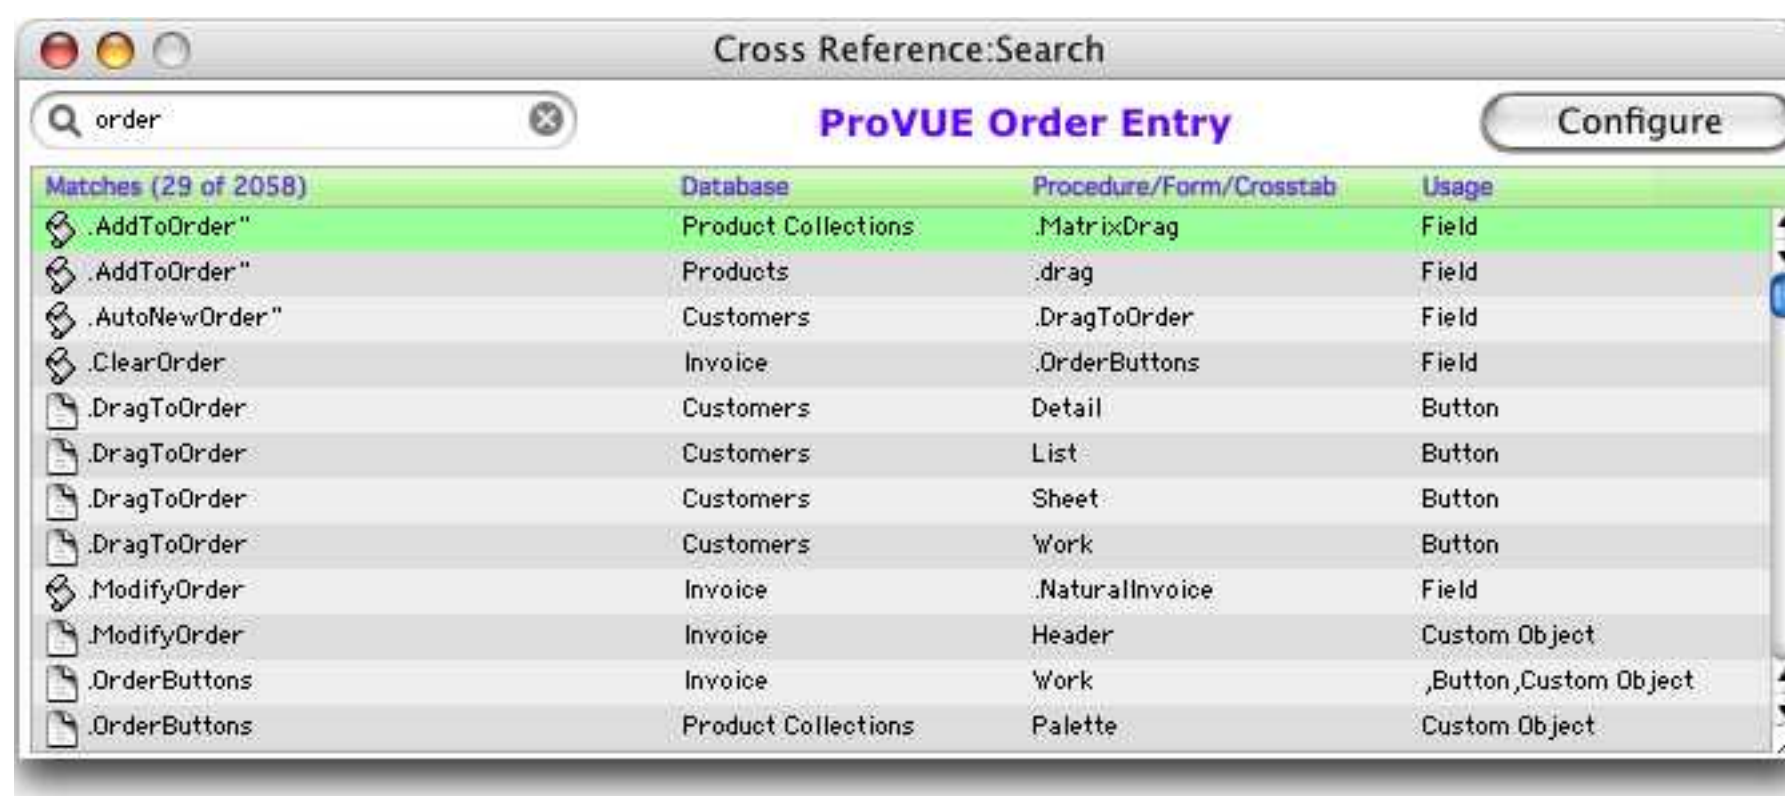 Cross Reference:Search
order ProVUE Order Entry Configure
Matches (29 of 2058) Database Procedure/Form/Crosstab Usage
.AddToOrder" Product Collections .MatrixDrag Field
.AddToOrder" Products .drag Field
.AutoNewOrder" Customers .DragToOrder Field
.ClearOrder Invoice .OrderButtons Field
.DragToOrder Customers Detail Button
.DragToOrder Customers List Button
.DragToOrder Customers Sheet Button
.DragToOrder Customers Work Button
.ModifyOrder Invoice .NaturalInvoice Field
.ModifyOrder Invoice Header Custom Object
.OrderButtons Invoice Work ,Button,Custom Object
.OrderButtons Product Collections Palette Custom Object